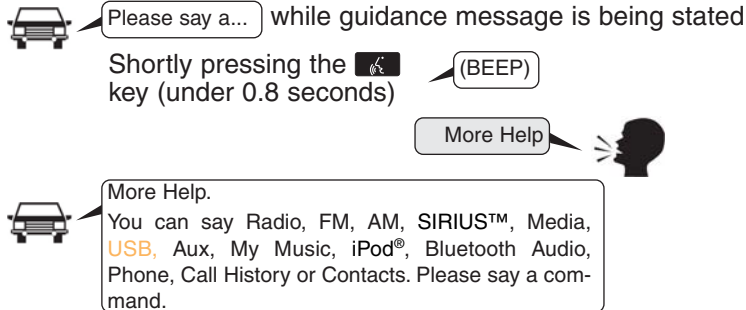 Please say a... while guidance message is being stated
Shortly pressing the
key (under 0.8 seconds)
(BEEP)
More Help
More Help.
You can say Radio, FM, AM, SIRIUS™, Media,
USB, Aux, My Music, iPod®, Bluetooth Audio,
Phone, Call History or Contacts. Please say a com-
mand.